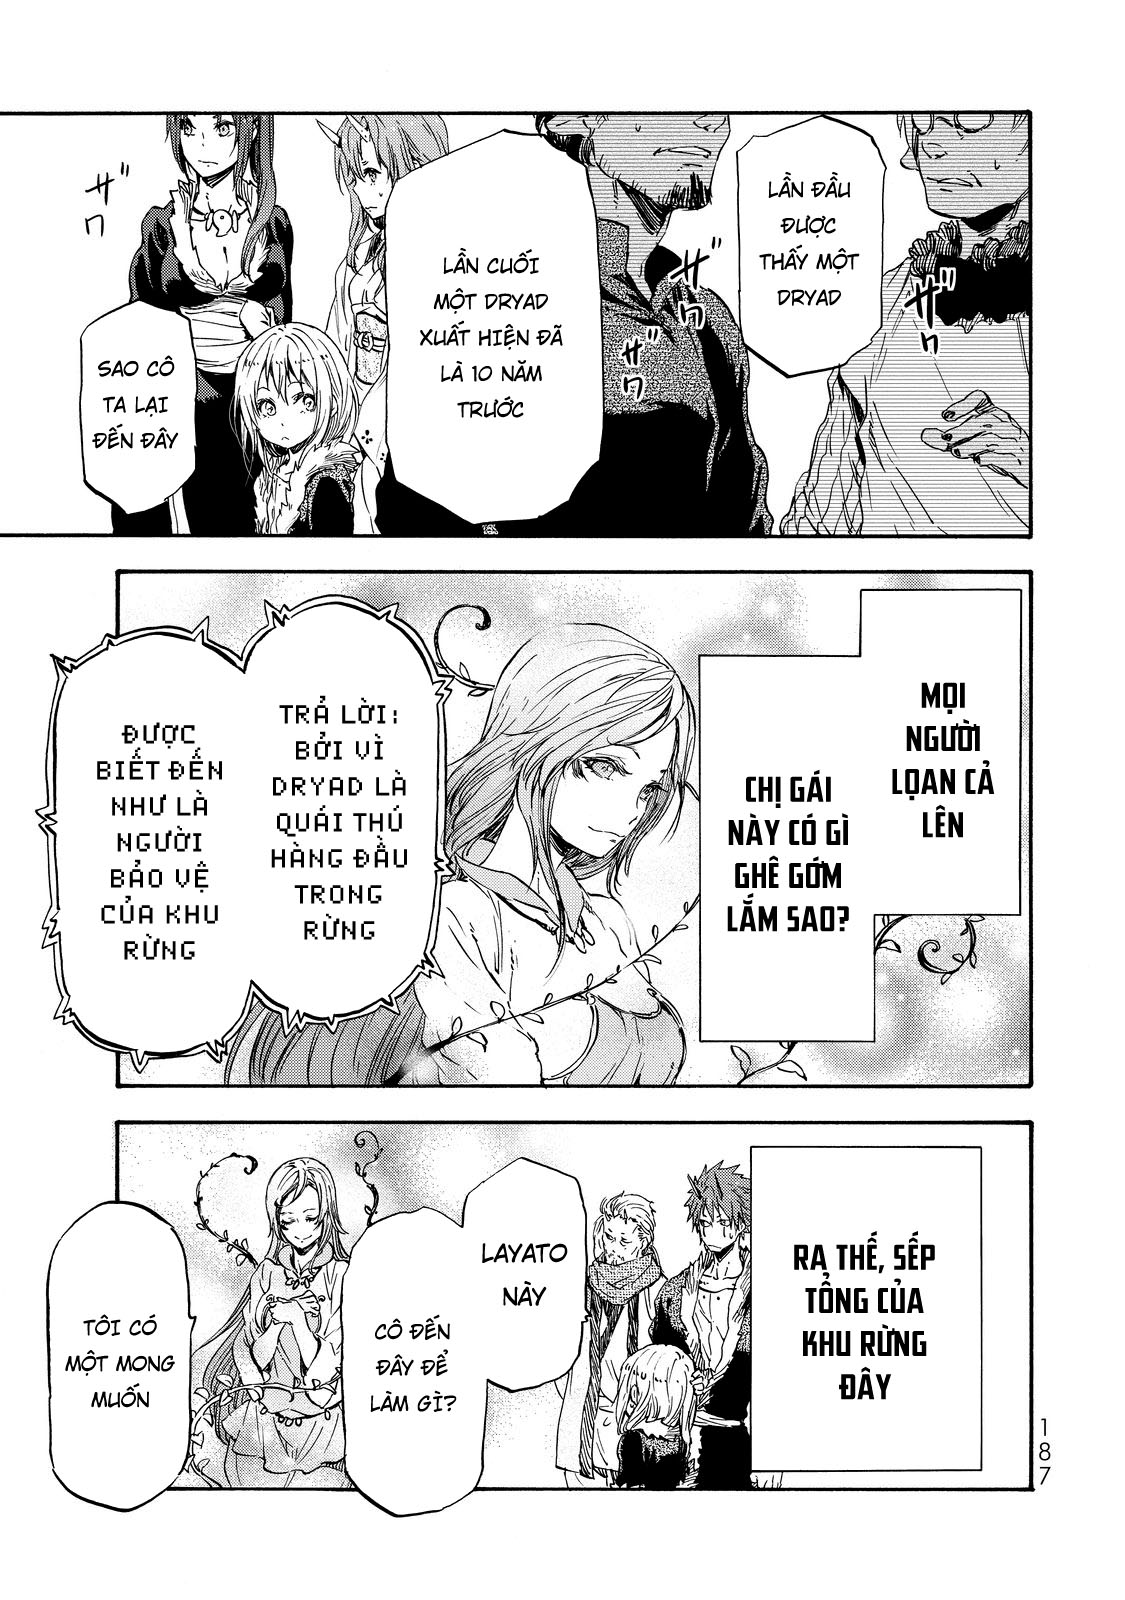 LẦN ĐẦU
ĐƯỢC
THẤY MỘT
DRYAD
ザワ
ザワ
ザワ
LẦN CUỐI
MỘT DRYAD
XUẤT HIỆN ĐÃ
LÀ 10 NĂM
TRƯỚC
ザワ
SAO CÔ
TA LẠI
ĐẾN ĐÂY
MỌI
NGƯỜI
LỌAN CẢ
LÊN
CHỊ GÁI
NÀY CÓ GÌ
GHÊ GỚM
LẮM SAO?
TRẢ LỜI:
BỞI VÌ
DRYAD LÀ
QUÁI THÚ
HÀNG ĐẦU
TRONG
RỪNG
ĐƯỢC
BIẾT ĐẾN
NHƯ LÀ
NGƯỜI
BẢO VỆ
CỦA KHU
RỪNG
RA THẾ, SẾP
TỔNG CỦA
KHU RỪNG
ĐÂY
LAYATO
NÀY
CÔ ĐẾN
ĐÂY ĐỂ
LÀM GÌ?
TÔI CÓ
MỘT MONG
MUỐN
187